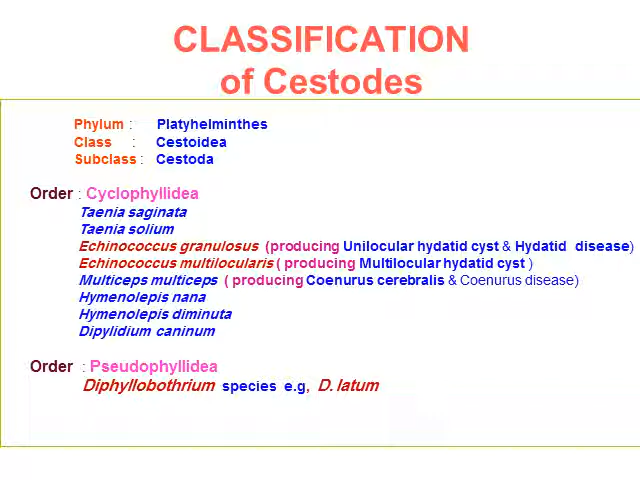 CLASSIFICATION
of Cestodes
Phylum : Platyhelminthes
Class : Cestoidea
Subclass : Cestoda
Order : Cyclophyllidea
Taenia saginata
Taenia solium
Echinococcus granulosus (producing Unilocular hydatid cyst & Hydatid disease)
Echinococcus multilocularis ( producing Multilocular hydatid cyst )
Multiceps multiceps ( producing Coenurus cerebralis & Coenurus disease)
Hymenolepis nana
Hymenolepis diminuta
Dipylidium caninum
Order : Pseudophyllidea
Diphyllobothrium species e.g, D. latum